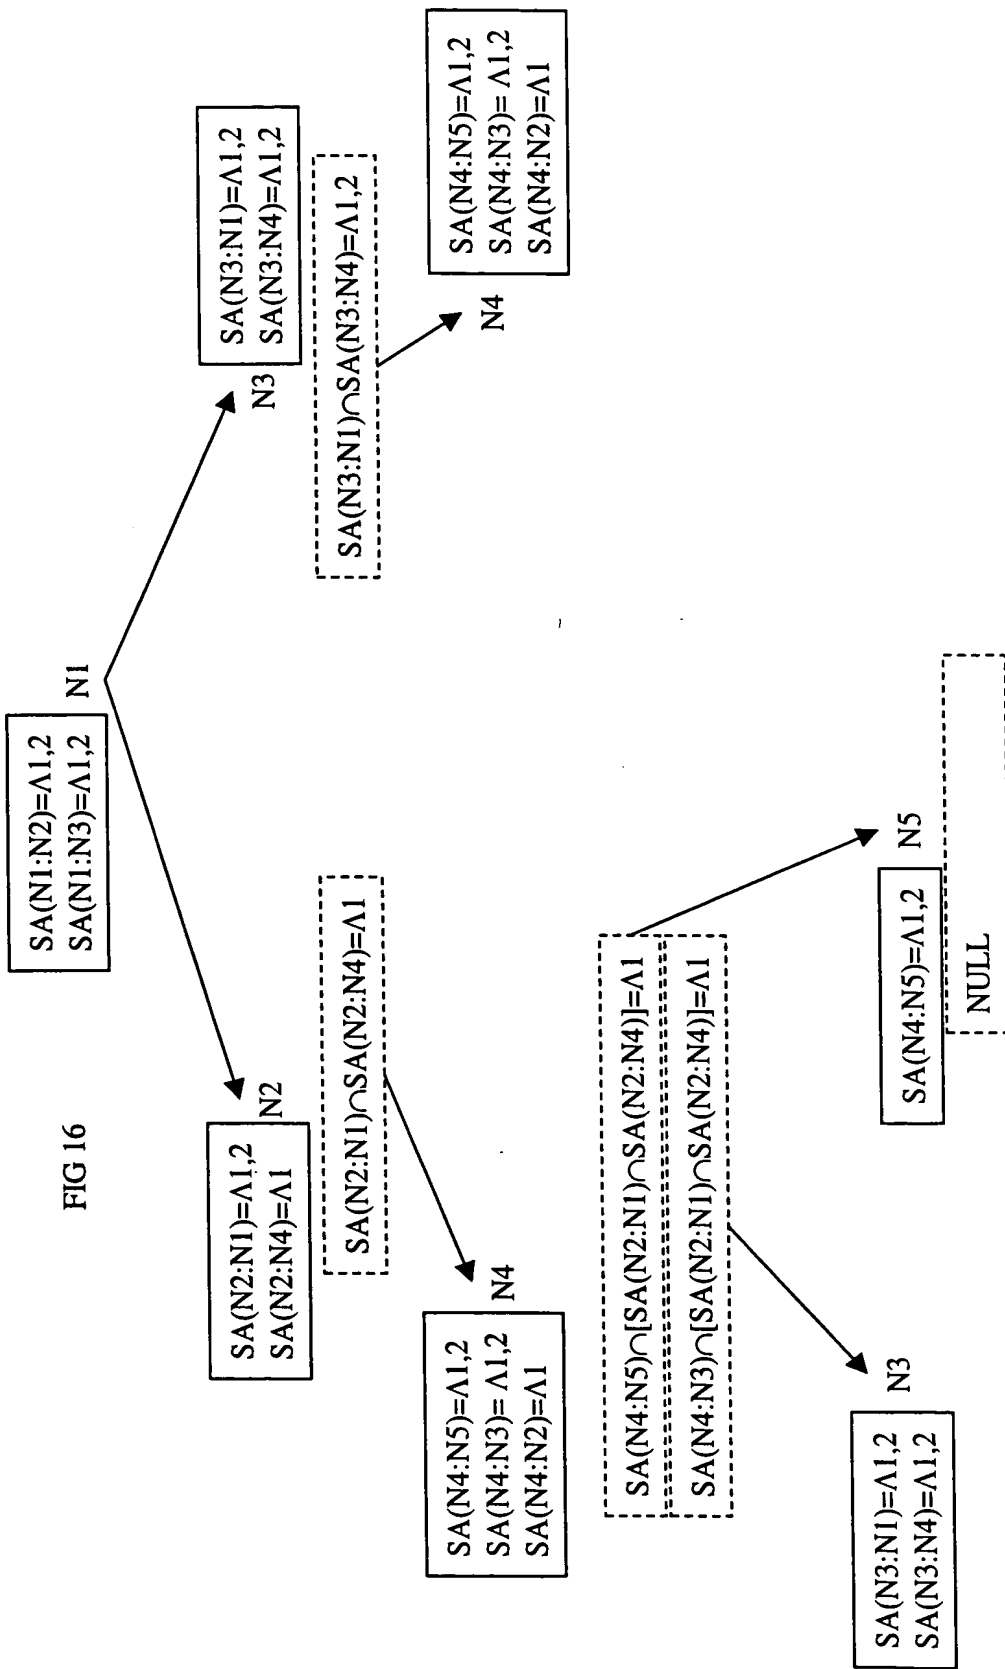 FIG 16
SA(N1:N2)=Λ1,2
SA(N1:N3)=Λ1,2
N1
SA(N2:N1)=Λ1,2
SA(N2:N4)=Λ1
N2
SA(N2:N1)∩SA(N2:N4)=Λ1
N3
SA(N3:N1)=Λ1,2
SA(N3:N4)=Λ1,2
SA(N3:N1)∩SA(N3:N4)=Λ1,2
SA(N4:N5)=Λ1,2
SA(N4:N3)= Λ1,2
SA(N4:N2)=Λ1
N4
N4
SA(N4:N5)=Λ1,2
SA(N4:N3)= Λ1,2
SA(N4:N2)=Λ1
SA(N4:N5)∩[SA(N2:N1)∩SA(N2:N4)]=Λ1
SA(N4:N3)∩[SA(N2:N1)∩SA(N2:N4)]=Λ1
SA(N3:N1)=Λ1,2
SA(N3:N4)=Λ1,2
N3
SA(N4:N5)=Λ1,2
N5
NULL